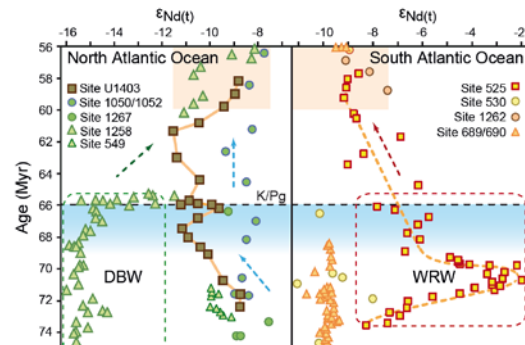 εNd(t) εNd(t)
-16 -14 -12 -10 -8 -6 -12 -10 -8 -6 -4 -2
North Atlantic Ocean
South Atlantic Ocean
Site U1403
Site 1050/1052
Site 1267
Site 1258
Site 549
Site 525
Site 530
Site 1262
Site 689/690
K/Pg
DBW
WRW
Age (Myr)
56
58
60
62
64
66
68
70
72
74